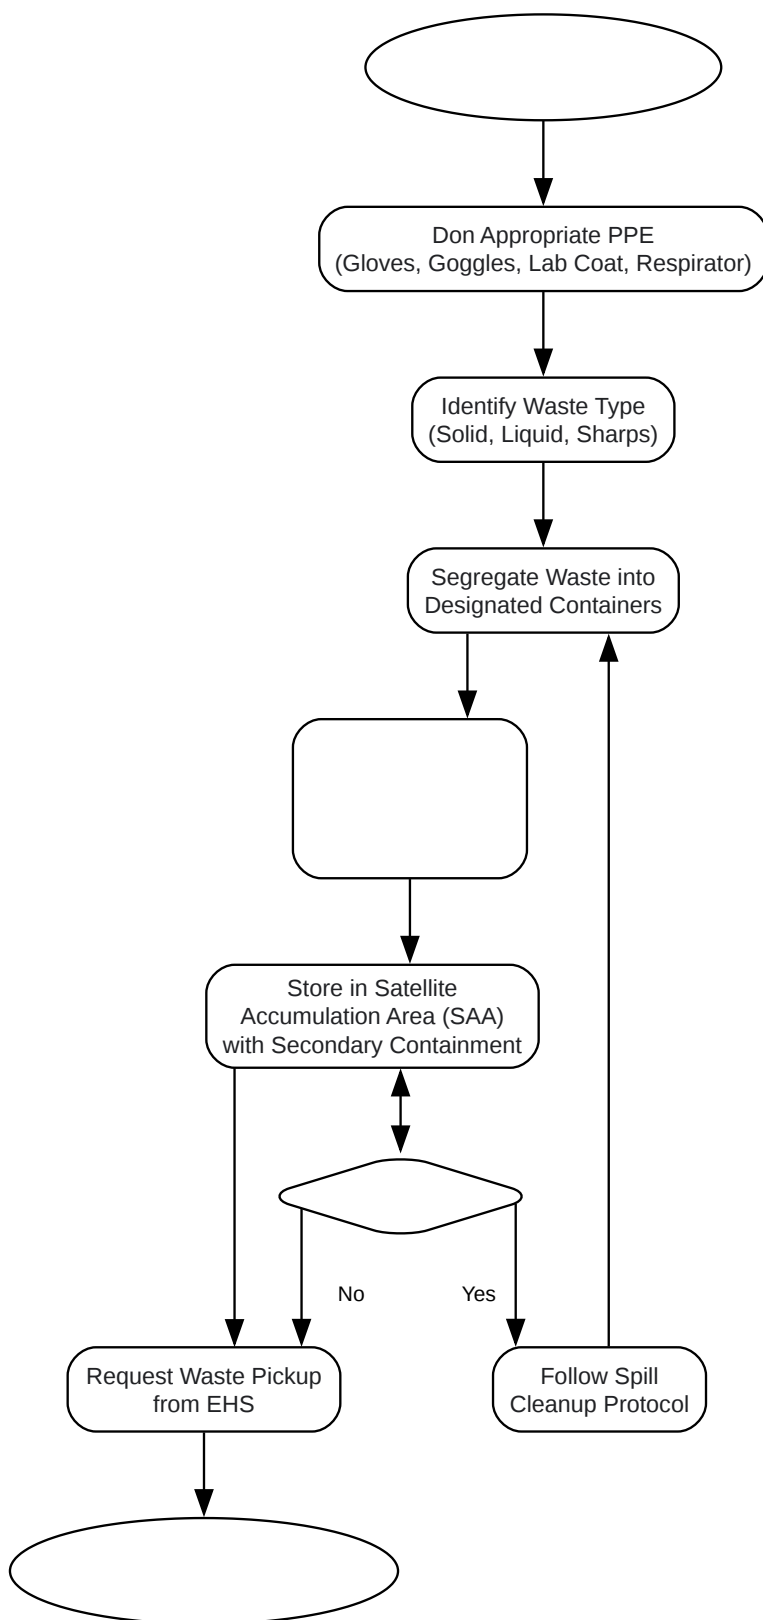 Don Appropriate PPE
(Gloves, Goggles, Lab Coat, Respirator)
Identify Waste Type
(Solid, Liquid, Sharps)
Segregate Waste into
Designated Containers
Store in Satellite
Accumulation Area (SAA)
with Secondary Containment
No
Yes
Request Waste Pickup
from EHS
Follow Spill
Cleanup Protocol